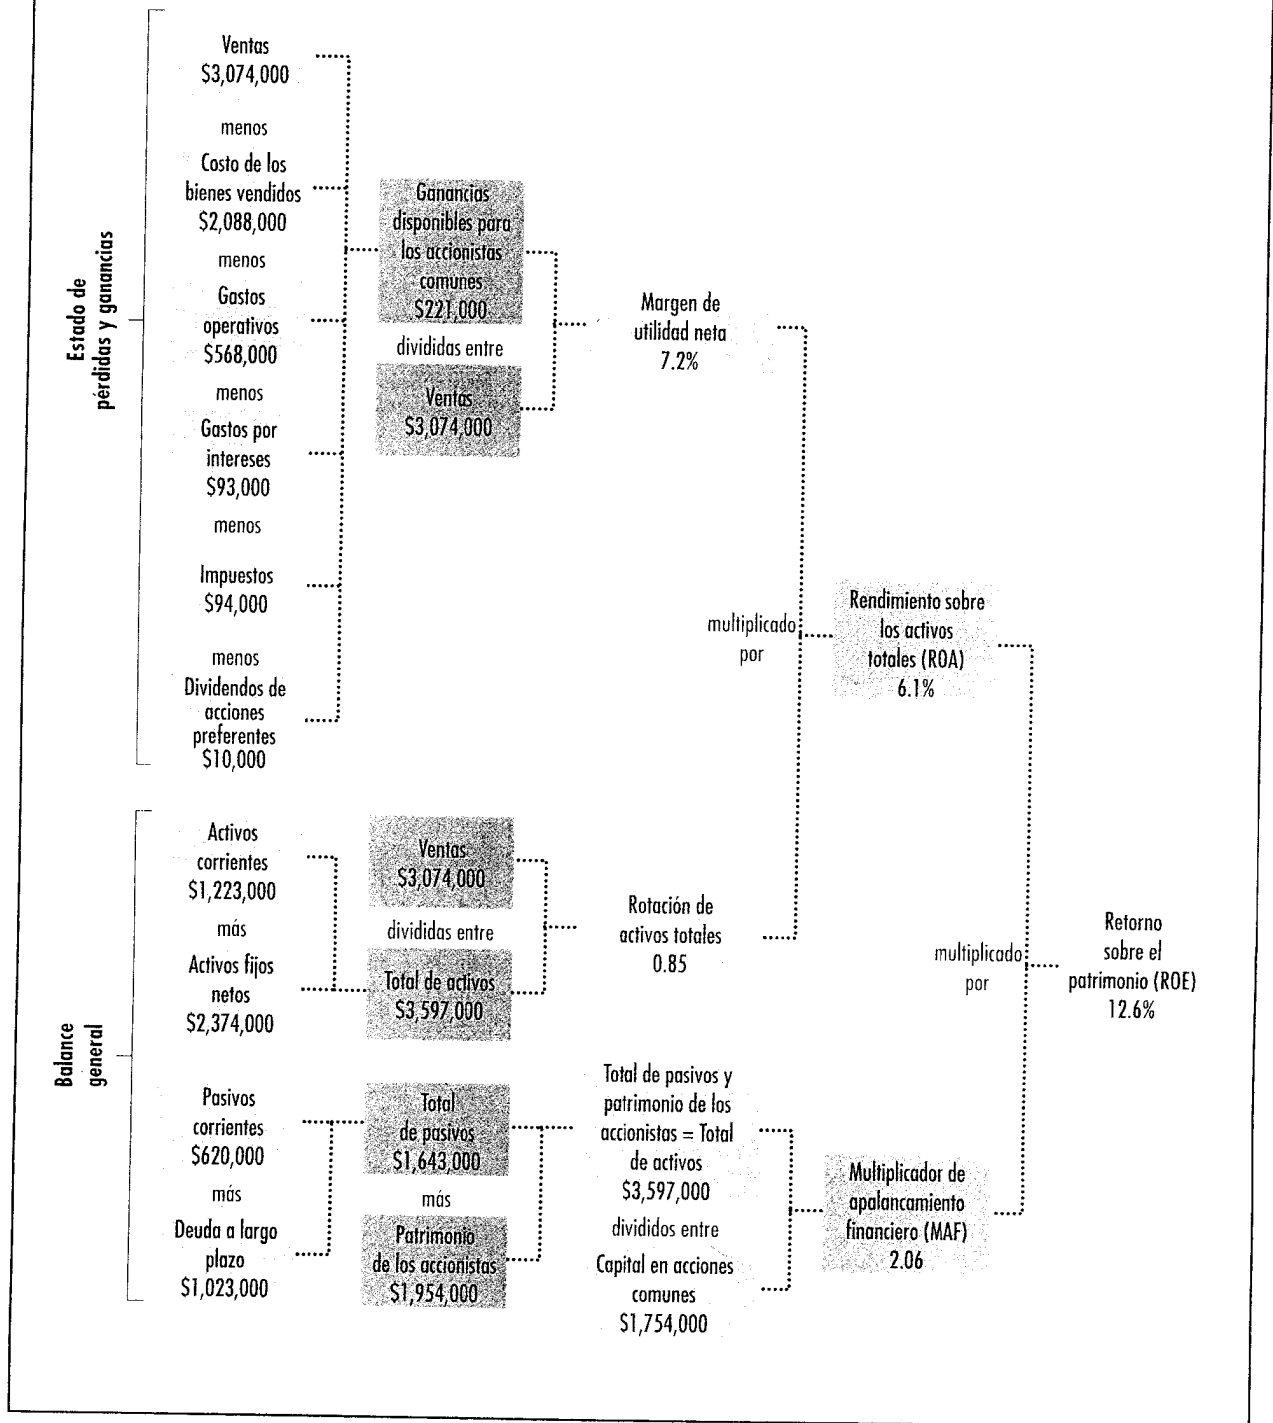 Estado de
pérdidas y ganancias
Ventas
$3,074,000
menos
Costo de los
bienes vendidos
$2,088,000
menos
Gastos
operativos
$568,000
menos
Gastos por
intereses
$93,000
menos
Impuestos
$94,000
menos
Dividendos de
acciones
preferentes
$10,000
Ganancias
disponibles para
los accionistas
comunes
$221,000
divididas entre
Ventas
$3,074,000
Margen de
utilidad neta
7.2%
multiplicado
por
Rendimiento sobre
los activos
totales (ROA)
6.1%
Balance
general
Activos
corrientes
$1,223,000
más
Activos fijos
netos
$2,374,000
Ventas
$3,074,000
divididas entre
Total de activos
$3,597,000
Rotación de
activos totales
0.85
multiplicado
por
Retorno
sobre el
patrimonio (ROE)
12.6%
Pasivos
corrientes
$620,000
más
Deuda a largo
plazo
$1,023,000
Total
de pasivos
$1,643,000
más
Patrimonio
de los accionistas
$1,954,000
Total de pasivos y
patrimonio de los
accionistas = Total
de activos
$3,597,000
divididos entre
Capital en acciones
comunes
$1,754,000
Multiplicador de
apalancamiento
financiero (MAF)
2.06